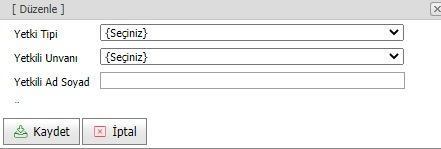 [ Düzenle ]
Yetki Tipi {Seçiniz}
Yetkili Unvanı {Seçiniz}
Yetkili Ad Soyad
..
Kaydet İptal